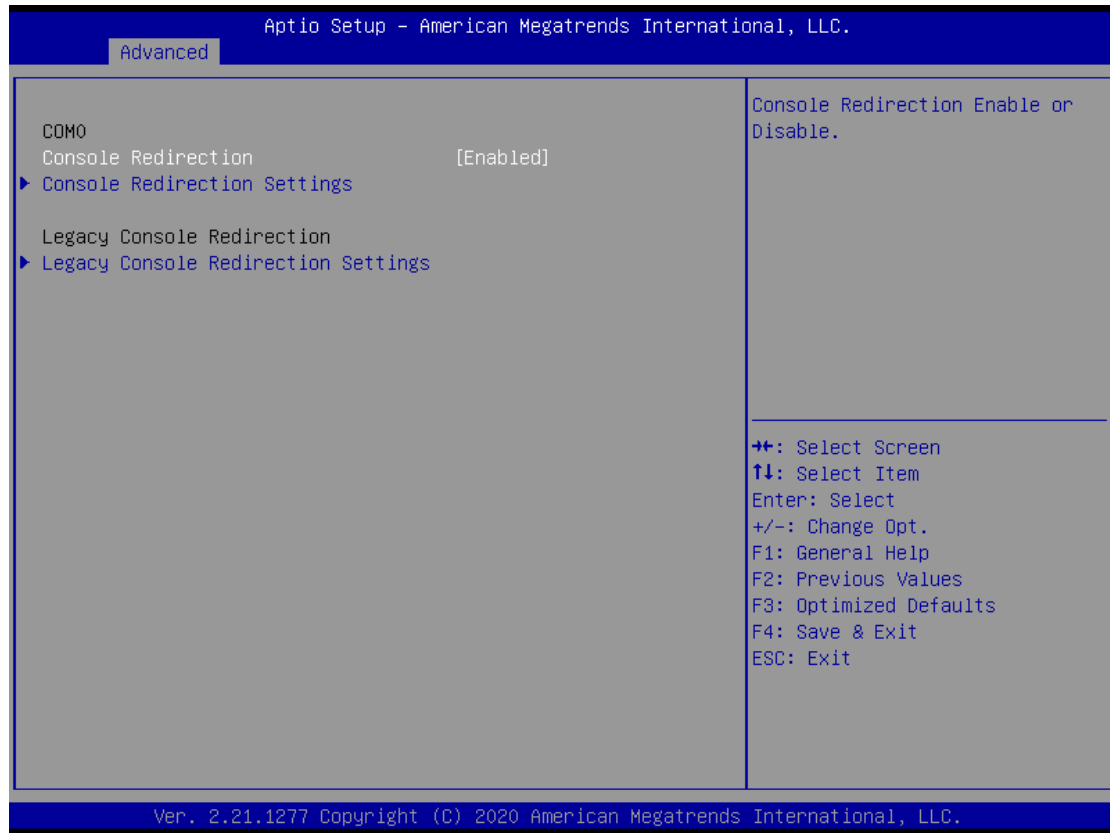 Aptio Setup – American Megatrends International, LLC.
Advanced
COM0
Console Redirection [Enabled]
Console Redirection Settings
Legacy Console Redirection
Legacy Console Redirection Settings
Console Redirection Enable or
Disable.
→←: Select Screen
↑↓: Select Item
Enter: Select
+/-: Change Opt.
F1: General Help
F2: Previous Values
F3: Optimized Defaults
F4: Save & Exit
ESC: Exit
Ver. 2.21.1277 Copyright (C) 2020 American Megatrends International, LLC.